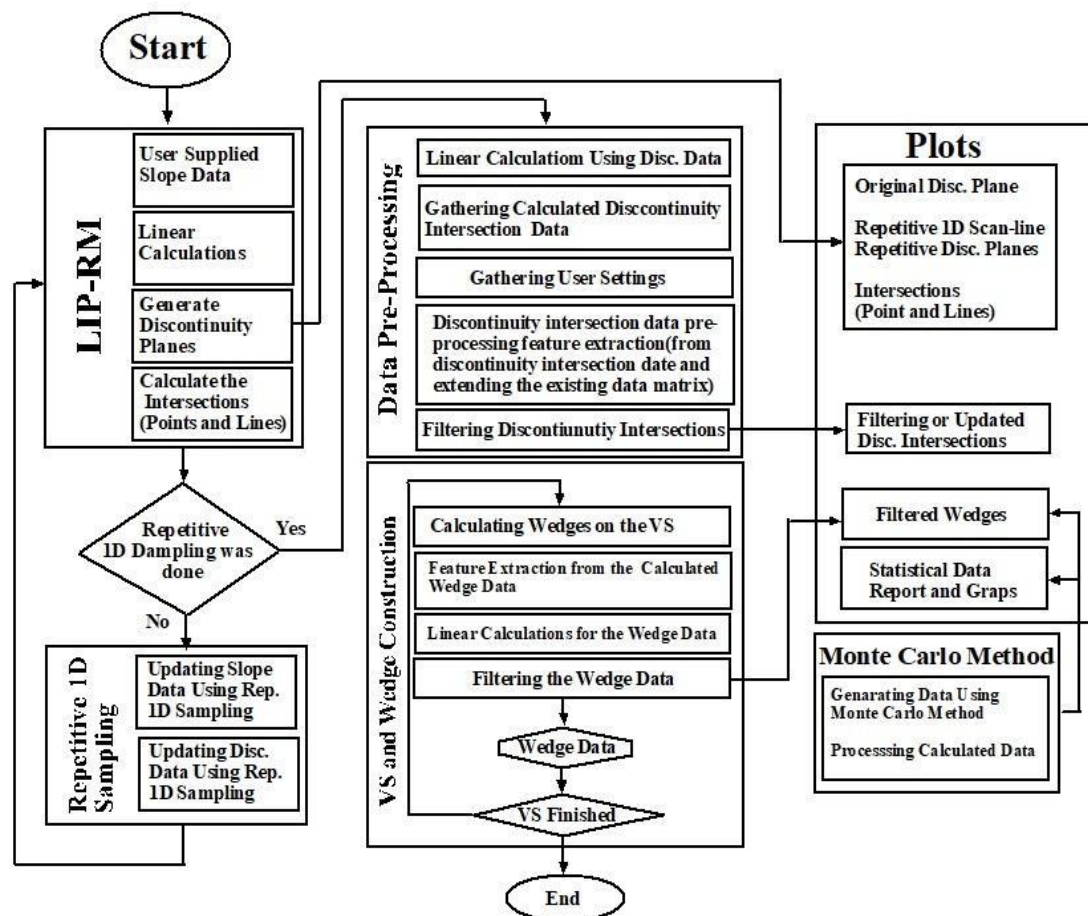 Start
LIP-RM
User Supplied
Slope Data
Linear
Calculations
Generate
Discontinuity
Planes
Calculate the
Intersections
(Points and Lines)
Repetitive
1D Dampling was
done
Yes
No
Repetitive 1D
Sampling
Updating Slope
Data Using Rep.
1D Sampling
Updating Disc.
Data Using Rep.
1D Sampling
Data Pre-Processing
Linear Calculatiom Using Disc. Data
Gathering Calculated Disccontinuity
Intersection Data
Gathering User Settings
Discontinuity intersection data pre-
processing feature extraction(from
discontinuity intersection date and
extending the existing data matrix)
Filtering Discontiunutiy Intersections
VS and Wedge Construction
Calculating Wedges on the VS
Feature Extraction from the Calculated
Wedge Data
Linear Calculations for the Wedge Data
Filtering the Wedge Data
Wedge Data
VS Finished
End
Plots
Original Disc. Plane
Repetitive 1D Scan-line
Repetitive Disc. Planes
Intersections
(Point and Lines)
Filtering or Updated
Disc. Intersections
Filtered Wedges
Statistical Data
Report and Graps
Monte Carlo Method
Genarating Data Using
Monte Carlo Method
Processsing Calculated Data